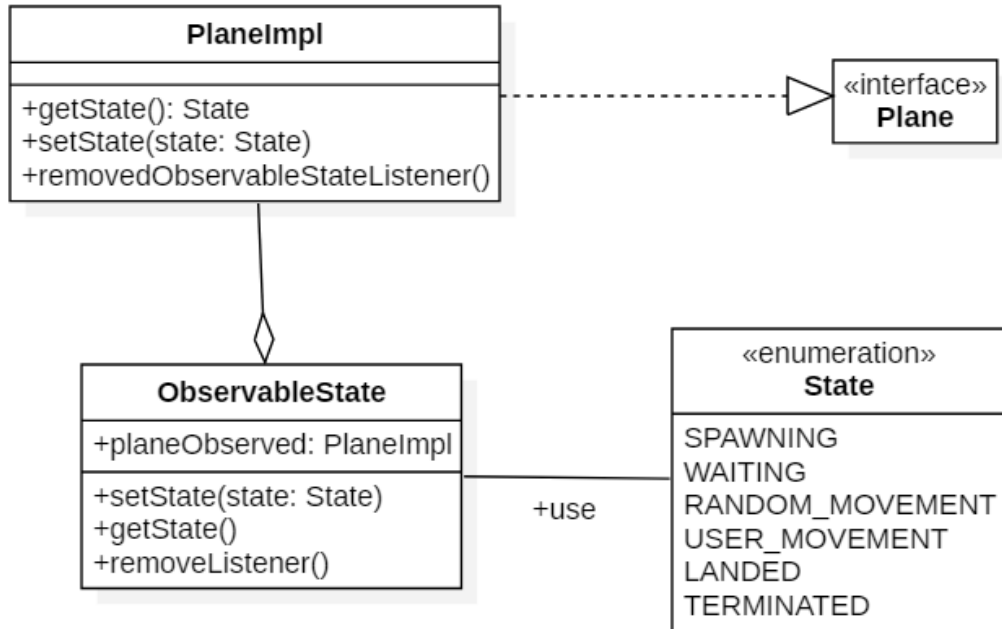 PlaneImpl
+getState(): State
+setState(state: State)
+removedObservableStateListener()
«interface»
Plane
ObservableState
+planeObserved: PlaneImpl
+setState(state: State)
+getState()
+removeListener()
+use
«enumeration»
State
SPAWNING
WAITING
RANDOM_MOVEMENT
USER_MOVEMENT
LANDED
TERMINATED